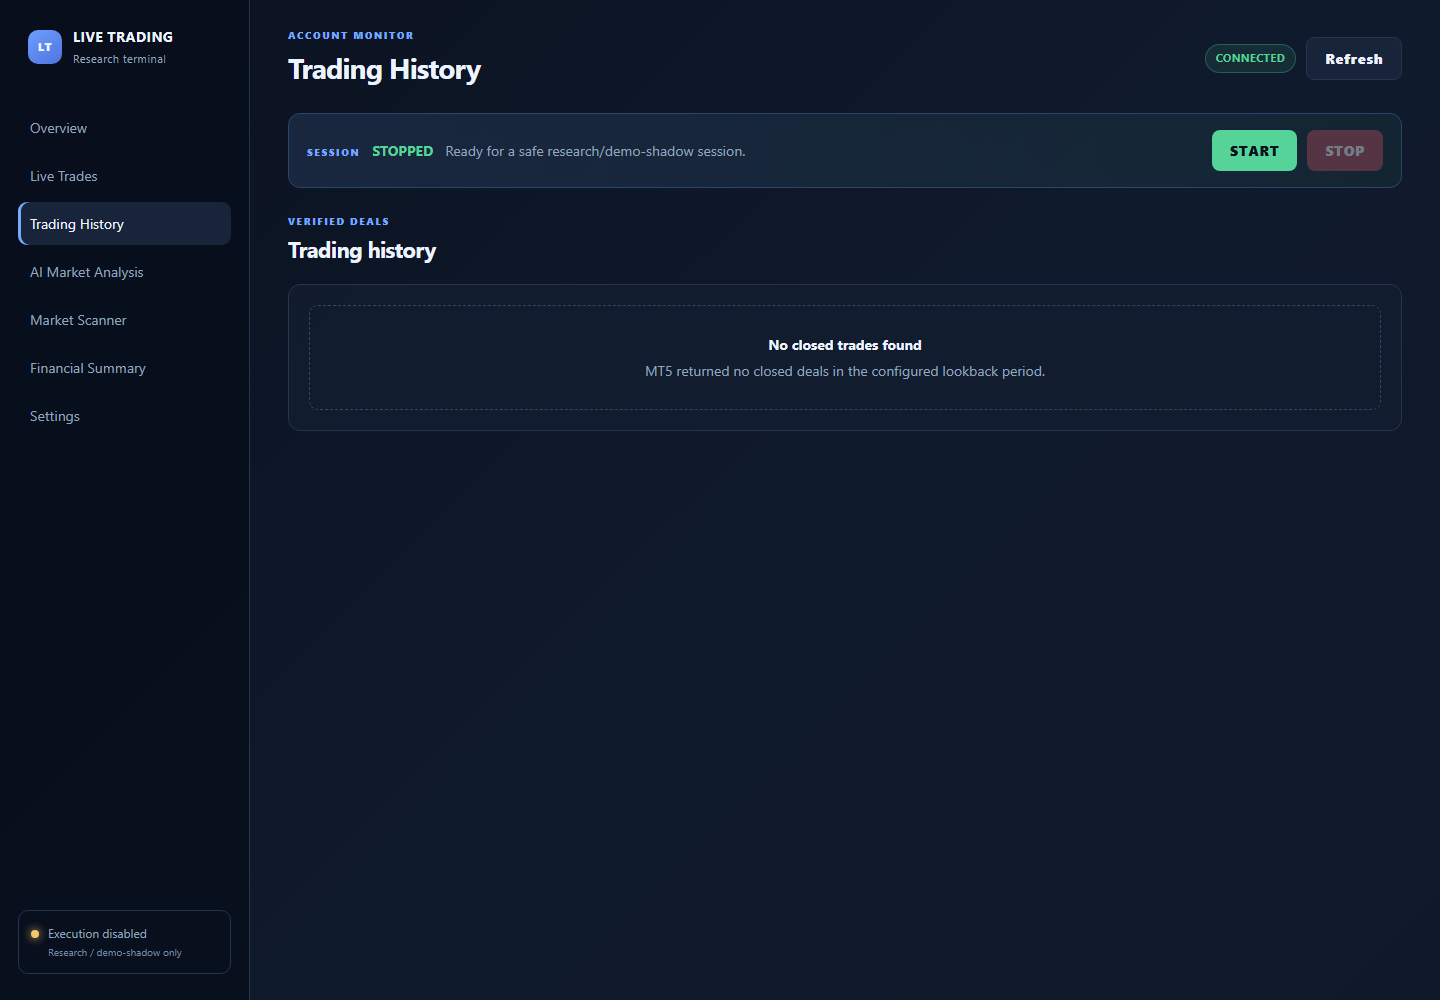 LT
LIVE TRADING
Research terminal
Overview
Live Trades
Trading History
AI Market Analysis
Market Scanner
Financial Summary
Settings
Execution disabled
Research / demo-shadow only
ACCOUNT MONITOR
Trading History
CONNECTED
Refresh
SESSION STOPPED Ready for a safe research/demo-shadow session.
START
STOP
VERIFIED DEALS
Trading history
No closed trades found
MT5 returned no closed deals in the configured lookback period.